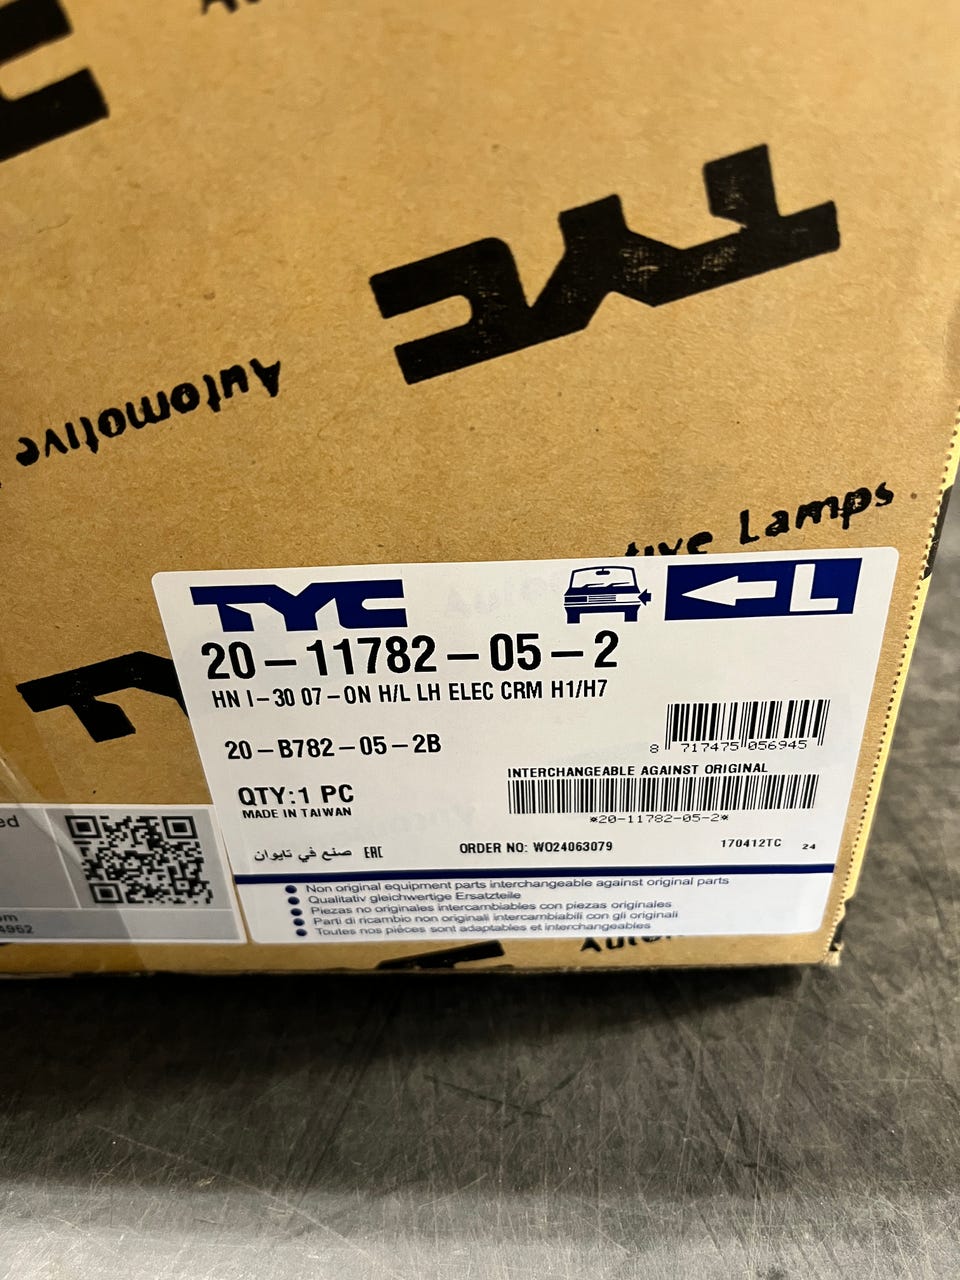 TYC
Automotive
tive Lamps
TYC
L
20-11782-05-2
HN I-30 07-ON H/L LH ELEC CRM H1/H7
20-B782-05-2B
8 717475 056945
INTERCHANGEABLE AGAINST ORIGINAL
*20-11782-05-2*
QTY:1 PC
MADE IN TAIWAN
صنع في تايوان EAC
ORDER NO: WO24063079
170412TC 24
Non original equipment parts interchangeable against original parts
Qualitativ gleichwertige Ersatzteile
Piezas no originales intercambiables con piezas originales
Parti di ricambio non originali intercambiabili con gli originali
Toutes nos pièces sont adaptables et interchangeables
ed
om
4952